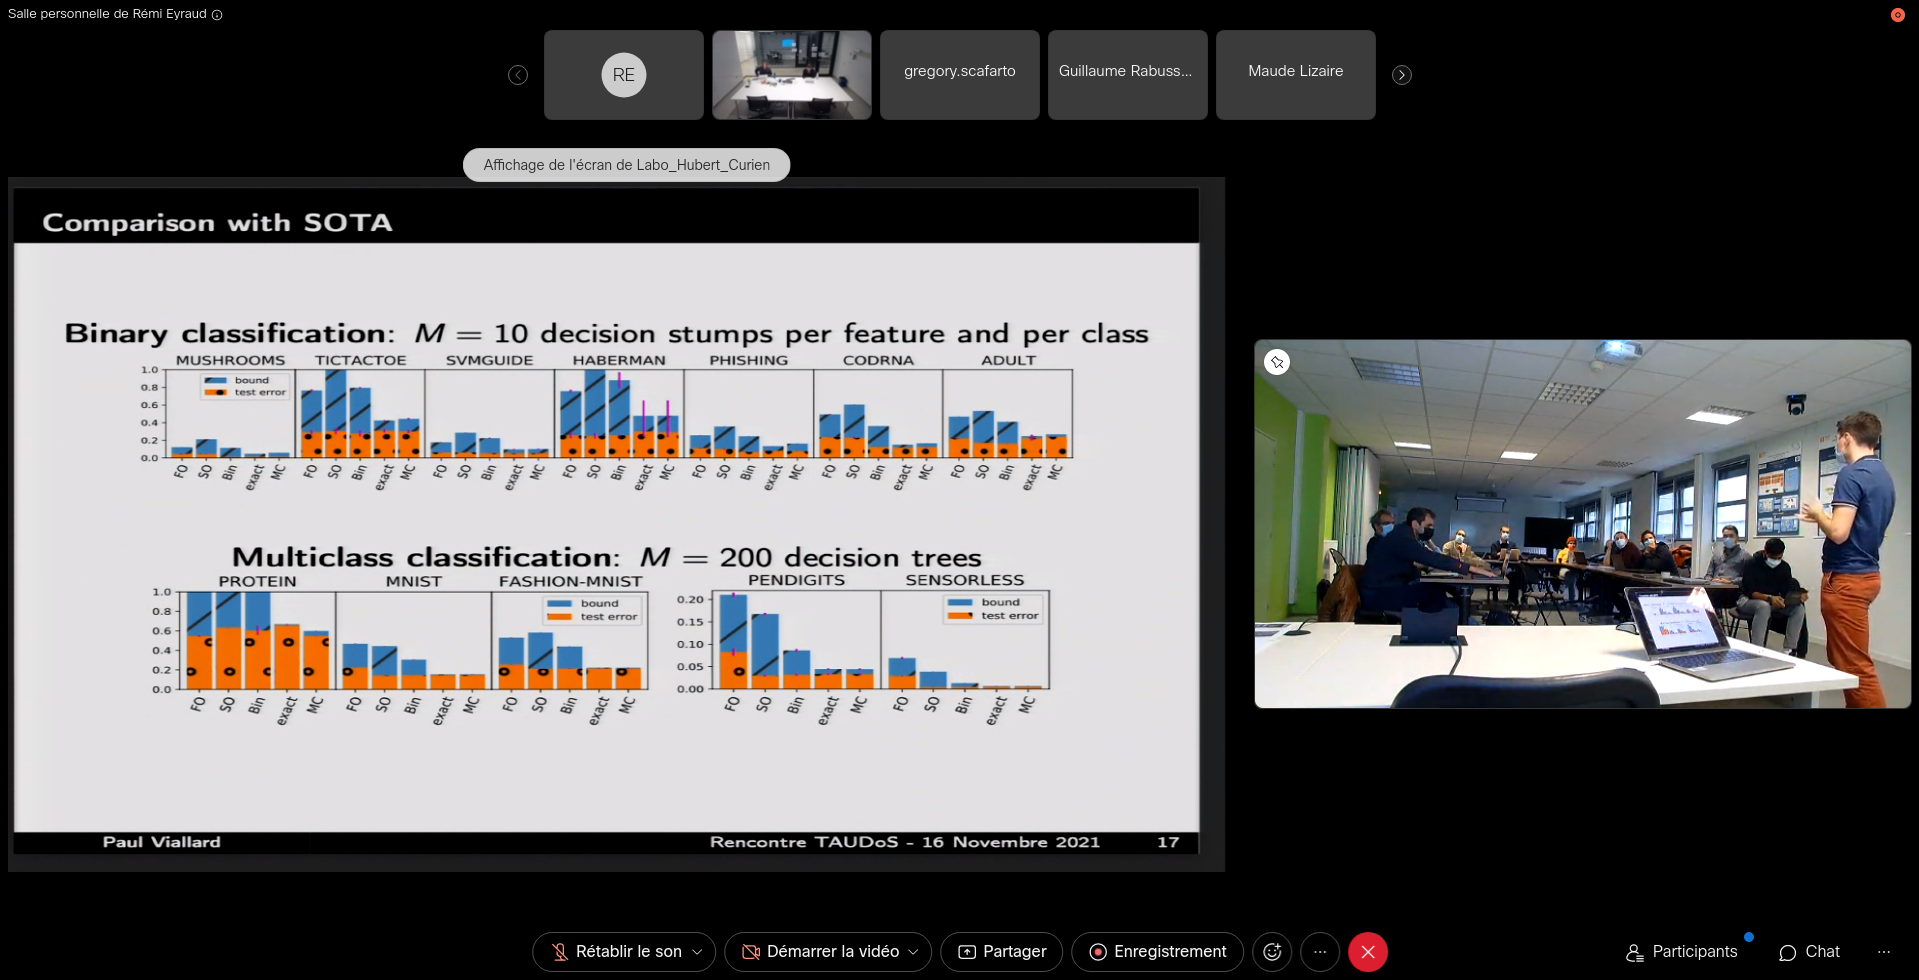 Salle personnelle de Rémi Eyraud
RE
gregory.scafarto
Guillaume Rabuss...
Maude Lizaire
Affichage de l'écran de Labo_Hubert_Curien
Comparison with SOTA
Binary classification: M = 10 decision stumps per feature and per class
MUSHROOMS TICTACTOE SVMGUIDE HABERMAN PHISHING CODRNA ADULT
1.0
0.8
0.6
0.4
0.2
0.0
bound
test error
FO SO Bin exact MC FO SO Bin exact MC FO SO Bin exact MC FO SO Bin exact MC FO SO Bin exact MC FO SO Bin exact MC FO SO Bin exact MC
Multiclass classification: M = 200 decision trees
PROTEIN MNIST FASHION-MNIST PENDIGITS SENSORLESS
1.0
0.8
0.6
0.4
0.2
0.0
bound
test error
FO SO Bin exact MC FO SO Bin exact MC FO SO Bin exact MC
0.20
0.15
0.10
0.05
0.00
bound
test error
FO SO Bin exact MC FO SO Bin exact MC
Paul Viallard Rencontre TAUDoS - 16 Novembre 2021 17
Rétablir le son
Démarrer la vidéo
Partager
Enregistrement
Participants
Chat